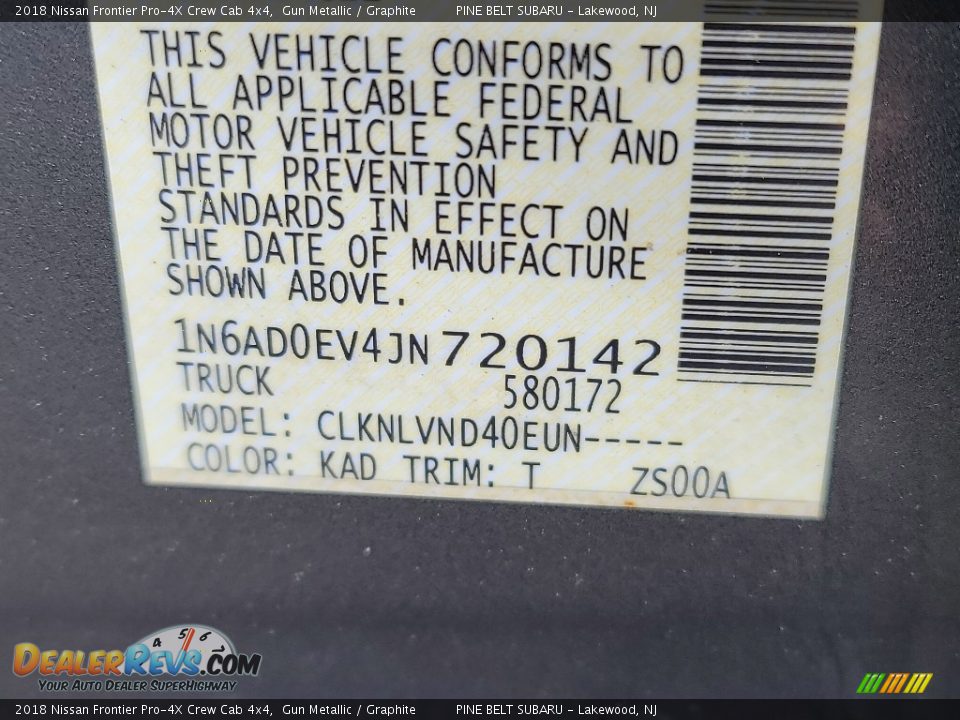 2018 Nissan Frontier Pro-4X Crew Cab 4x4,  Gun Metallic / Graphite    PINE BELT SUBARU - Lakewood, NJ
THIS VEHICLE CONFORMS TO
ALL APPLICABLE FEDERAL
MOTOR VEHICLE SAFETY AND
THEFT PREVENTION
STANDARDS IN EFFECT ON
THE DATE OF MANUFACTURE
SHOWN ABOVE.
1N6AD0EV4JN720142
TRUCK 580172
MODEL: CLKNLVND40EUN-----
COLOR: KAD TRIM: T ZS00A
4 5 6
DEALERREVS.COM
YOUR AUTO DEALER SUPERHIGHWAY
2018 Nissan Frontier Pro-4X Crew Cab 4x4,  Gun Metallic / Graphite    PINE BELT SUBARU - Lakewood, NJ